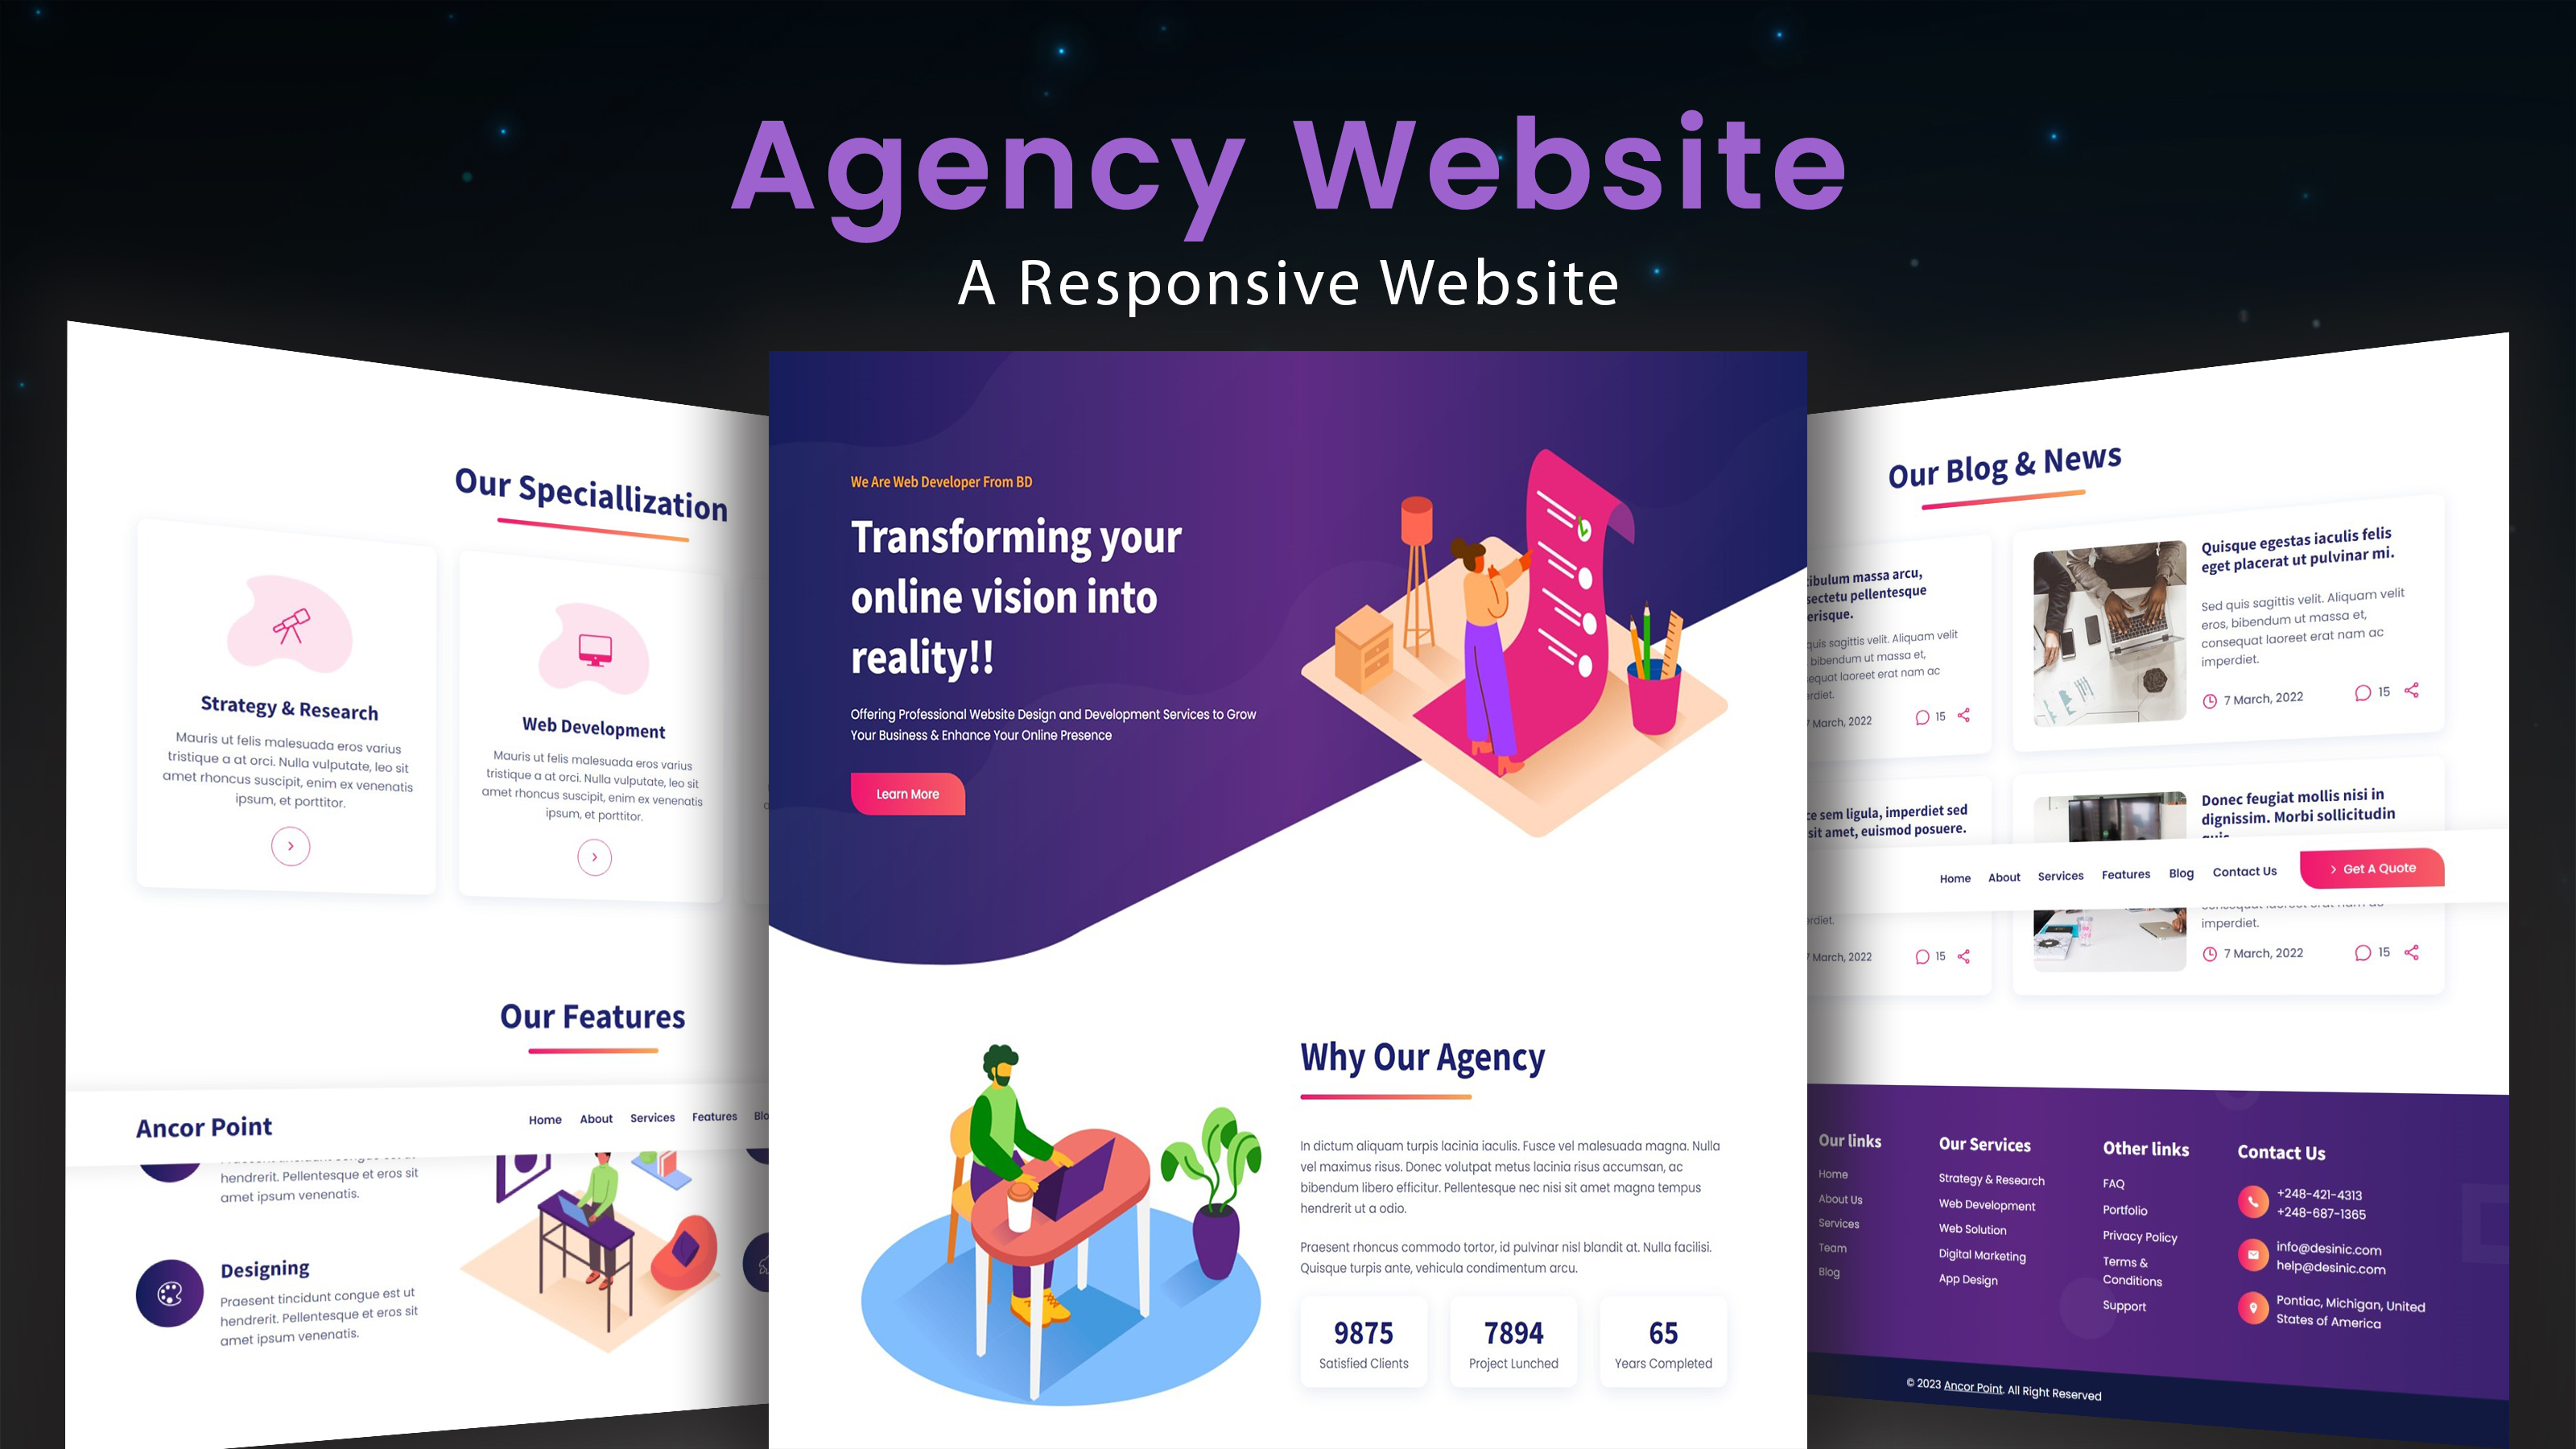 Agency Website
A Responsive Website
Our Speciallization
Strategy & Research
Mauris ut felis malesuada eros varius
tristique a at orci. Nulla vulputate, leo sit
amet rhoncus suscipit, enim ex venenatis
ipsum, et porttitor.
Web Development
Mauris ut felis malesuada eros varius
tristique a at orci. Nulla vulputate, leo sit
amet rhoncus suscipit, enim ex venenatis
ipsum, et porttitor.
Our Features
Ancor Point
Home About Services Features Blo
hendrerit. Pellentesque et eros sit
amet ipsum venenatis.
Designing
Praesent tincidunt congue est ut
hendrerit. Pellentesque et eros sit
amet ipsum venenatis.
We Are Web Developer From BD
Transforming your
online vision into
reality!!
Offering Professional Website Design and Development Services to Grow
Your Business & Enhance Your Online Presence
Learn More
Why Our Agency
In dictum aliquam turpis lacinia iaculis. Fusce vel malesuada magna. Nulla
vel maximus risus. Donec volutpat metus lacinia risus accumsan, ac
bibendum libero efficitur. Pellentesque nec nisi sit amet magna tempus
hendrerit ut a odio.
Praesent rhoncus commodo tortor, id pulvinar nisl blandit at. Nulla facilisi.
Quisque turpis ante, vehicula condimentum arcu.
9875
Satisfied Clients
7894
Project Lunched
65
Years Completed
Our Blog & News
ibulum massa arcu,
sectetu pellentesque
erisque.
quis sagittis velit. Aliquam velit
bibendum ut massa et,
equat laoreet erat nam ac
rdiet.
7 March, 2022 15
Quisque egestas iaculis felis
eget placerat ut pulvinar mi.
Sed quis sagittis velit. Aliquam velit
eros, bibendum ut massa et,
consequat laoreet erat nam ac
imperdiet.
7 March, 2022 15
ce sem ligula, imperdiet sed
sit amet, euismod posuere.
Donec feugiat mollis nisi in
dignissim. Morbi sollicitudin
Home About Services Features Blog Contact Us Get A Quote
rdiet.
7 March, 2022 15
imperdiet.
7 March, 2022 15
Our links
Home
About Us
Services
Team
Blog
Our Services
Strategy & Research
Web Development
Web Solution
Digital Marketing
App Design
Other links
FAQ
Portfolio
Privacy Policy
Terms &
Conditions
Support
Contact Us
+248-421-4313
+248-687-1365
info@desinic.com
help@desinic.com
Pontiac, Michigan, United
States of America
© 2023 Ancor Point. All Right Reserved